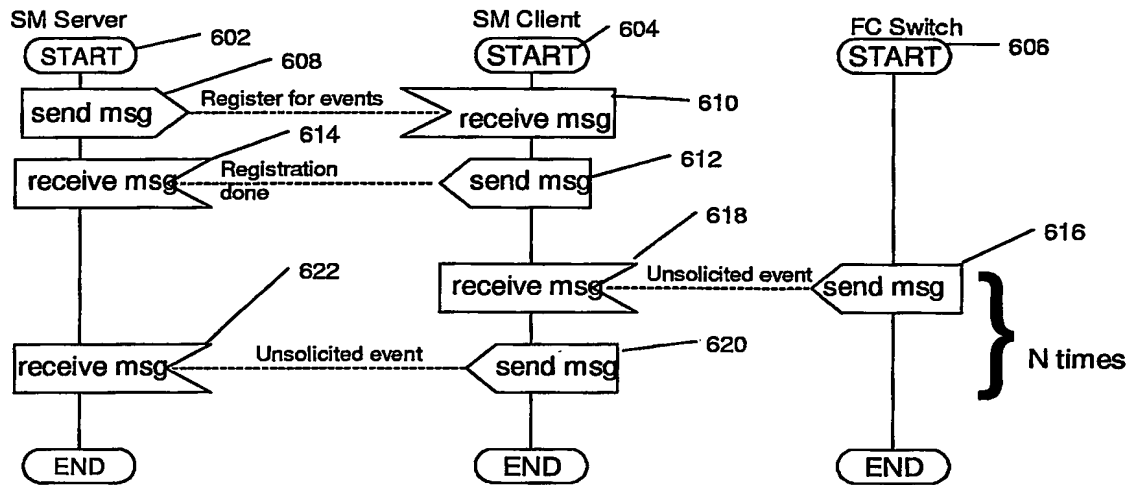 SM Server
SM Client
FC Switch
START
602
START
604
START
606
608
send msg
Register for events
receive msg
610
614
receive msg
Registration
done
send msg
612
618
616
receive msg
Unsolicited event
send msg
622
N times
receive msg
Unsolicited event
send msg
620
END
END
END